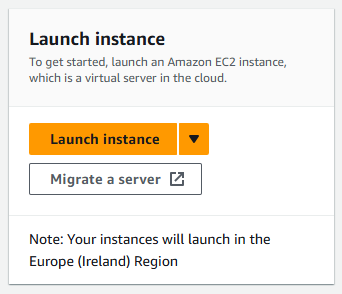 Launch instance
To get started, launch an Amazon EC2 instance,
which is a virtual server in the cloud.
Launch instance
Migrate a server
Note: Your instances will launch in the
Europe (Ireland) Region